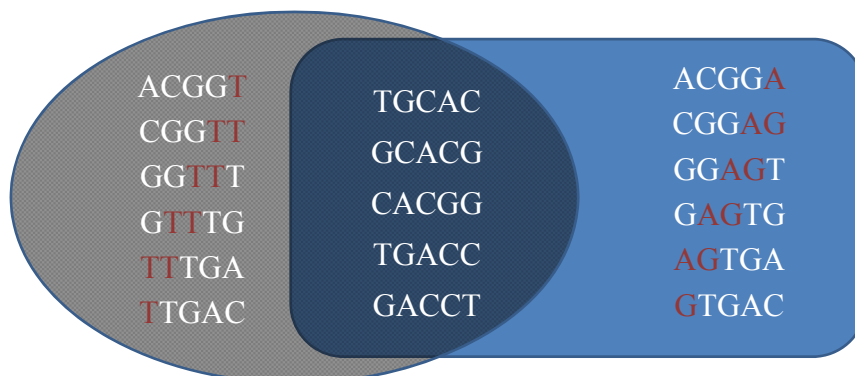 ACGGT
CGGTT
GGTTT
GTTTG
TTTGA
TTGAC
TGCAC
GCACG
CACGG
TGACC
GACCT
ACGGA
CGGAG
GGAGT
GAGTG
AGTGA
GTGAC